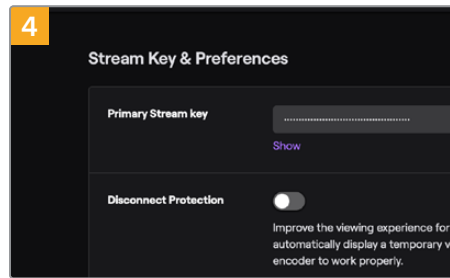 4
Stream Key & Preferences
Primary Stream key
Show
Disconnect Protection
Improve the viewing experience for
automatically display a temporary v
encoder to work properly.